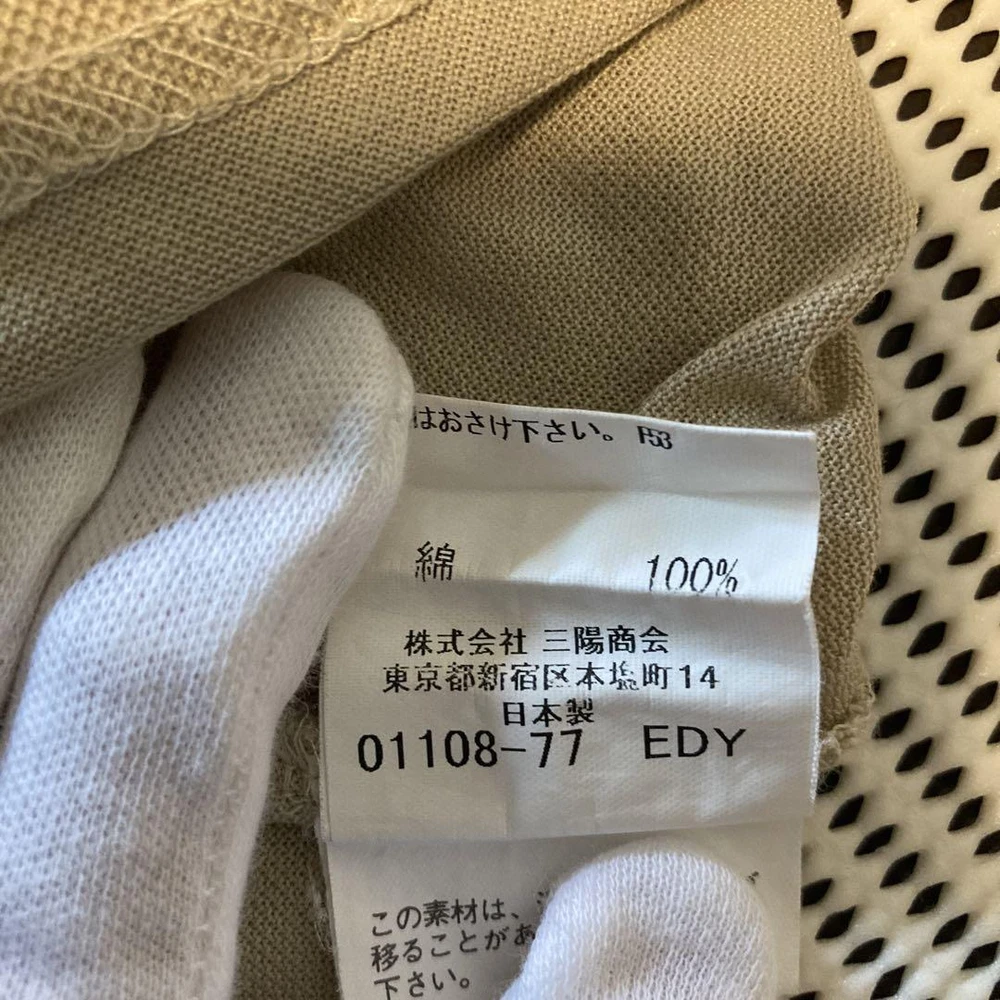 はおさけ下さい。 P53
綿 100%
株式会社 三陽商会
東京都新宿区本塩町14
日本製
01108-77 EDY
この素材は、
移ることがあ
下さい。